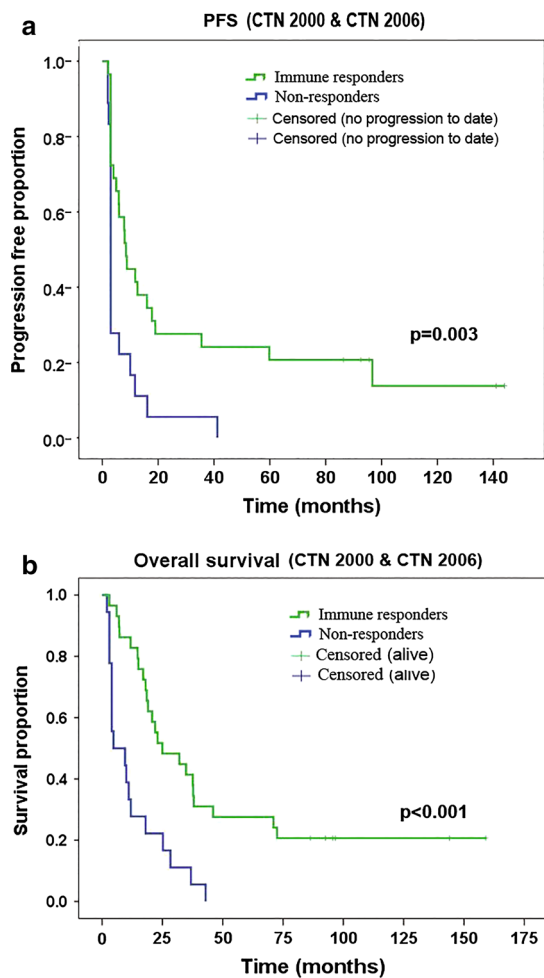 a
PFS (CTN 2000 & CTN 2006)
Immune responders
Non-responders
Censored (no progression to date)
Censored (no progression to date)
Progression free proportion
1.0
0.8
0.6
0.4
0.2
0.0
p=0.003
0 20 40 60 80 100 120 140
Time (months)
b
Overall survival (CTN 2000 & CTN 2006)
Immune responders
Non-responders
Censored (alive)
Censored (alive)
Survival proportion
1.0
0.8
0.6
0.4
0.2
0.0
p<0.001
0 25 50 75 100 125 150 175
Time (months)